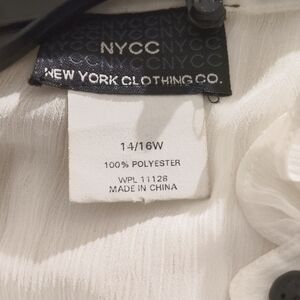 NYCC
NEW YORK CLOTHING CO.
14/16W
100% POLYESTER
WPL 11128
MADE IN CHINA